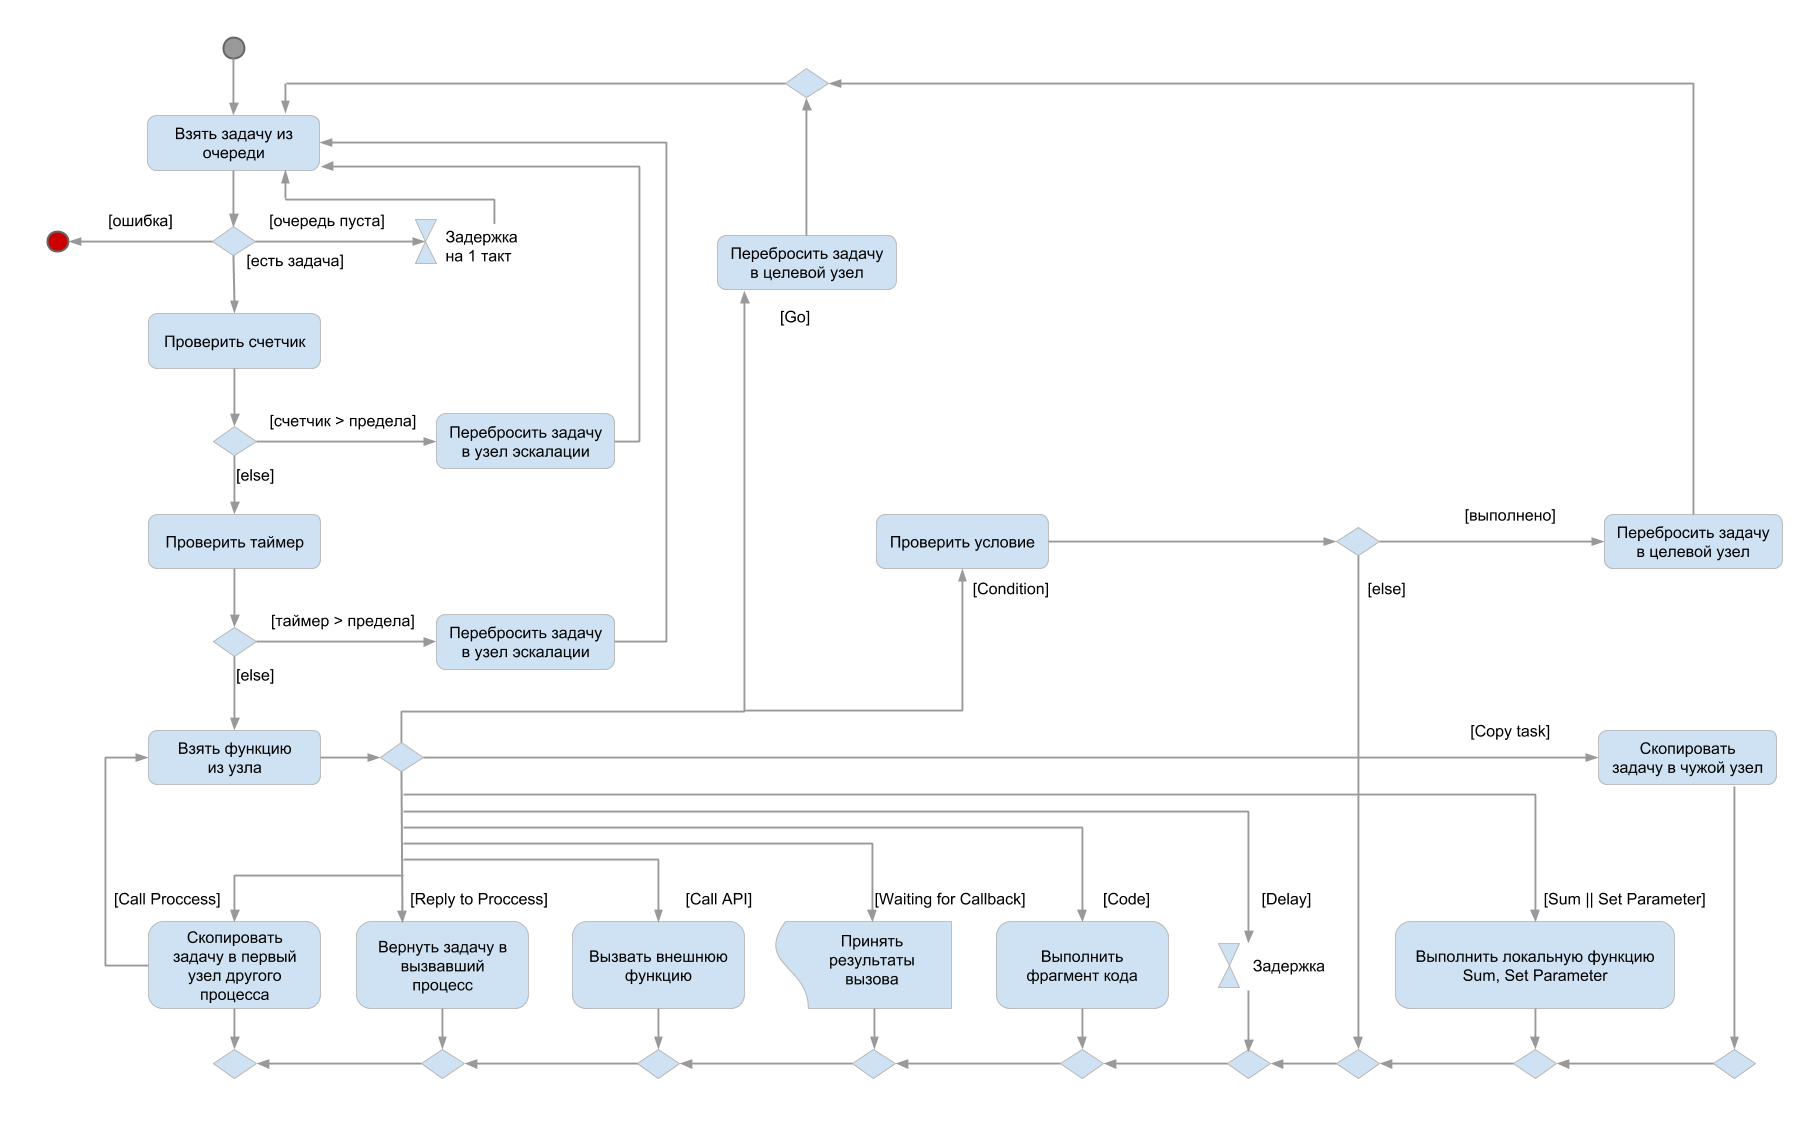 Взять задачу из
очереди
[ошибка]
[очередь пуста]
Задержка
на 1 такт
[есть задача]
Перебросить задачу
в целевой узел
[Go]
Проверить счетчик
[счетчик > предела]
Перебросить задачу
в узел эскалации
[else]
Проверить таймер
[таймер > предела]
Перебросить задачу
в узел эскалации
[else]
Проверить условие
[Condition]
[выполнено]
Перебросить задачу
в целевой узел
[else]
Взять функцию
из узла
[Copy task]
Скопировать
задачу в чужой узел
[Call Proccess]
[Reply to Proccess]
[Call API]
[Waiting for Callback]
[Code]
[Delay]
[Sum || Set Parameter]
Скопировать
задачу в первый
узел другого
процесса
Вернуть задачу в
вызвавший
процесс
Вызвать внешнюю
функцию
Принять
результаты
вызова
Выполнить
фрагмент кода
Задержка
Выполнить локальную функцию
Sum, Set Parameter